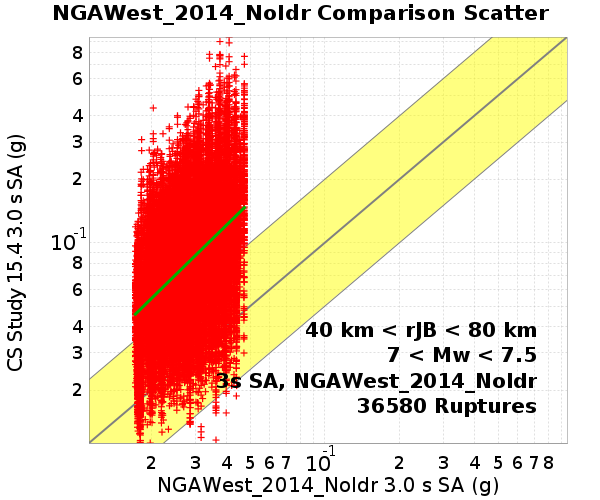 NGAWest_2014_NoIdr Comparison Scatter
CS Study 15.4 3.0 s SA (g)
8
6
4
3
2
10-1
8
6
4
3
2
40 km < rJB < 80 km
7 < Mw < 7.5
3s SA, NGAWest_2014_NoIdr
36580 Ruptures
2 3 4 5 6 7 10-1 2 3 4 5 6 7 8
NGAWest_2014_NoIdr 3.0 s SA (g)